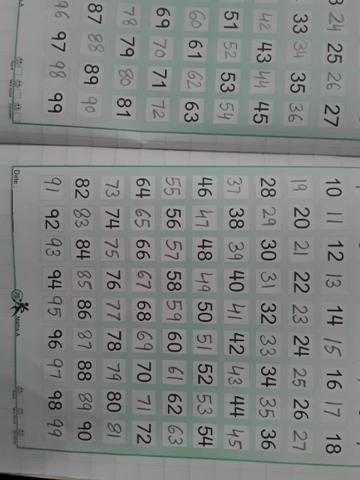 24 25 26 27
33 34 35 36
42 43 44 45
51 52 53 54
60 61 62 63
69 70 71 72
78 79 80 81
87 88 89 90
96 97 98 99
Date:
10 11 12 13 14 15 16 17 18
19 20 21 22 23 24 25 26 27
28 29 30 31 32 33 34 35 36
37 38 39 40 41 42 43 44 45
46 47 48 49 50 51 52 53 54
55 56 57 58 59 60 61 62 63
64 65 66 67 68 69 70 71 72
73 74 75 76 77 78 79 80 81
82 83 84 85 86 87 88 89 90
91 92 93 94 95 96 97 98 99
Maths A